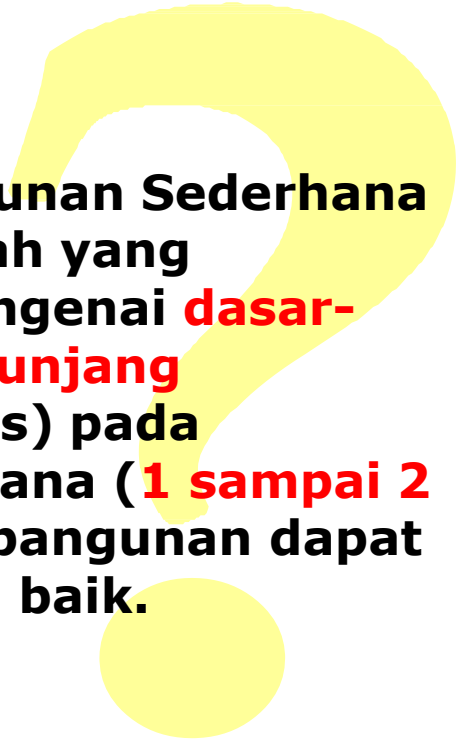 unan Sederhana
ah yang
ngenai dasar-
unjang
s) pada
ana (1 sampai 2
bangunan dapat
baik.